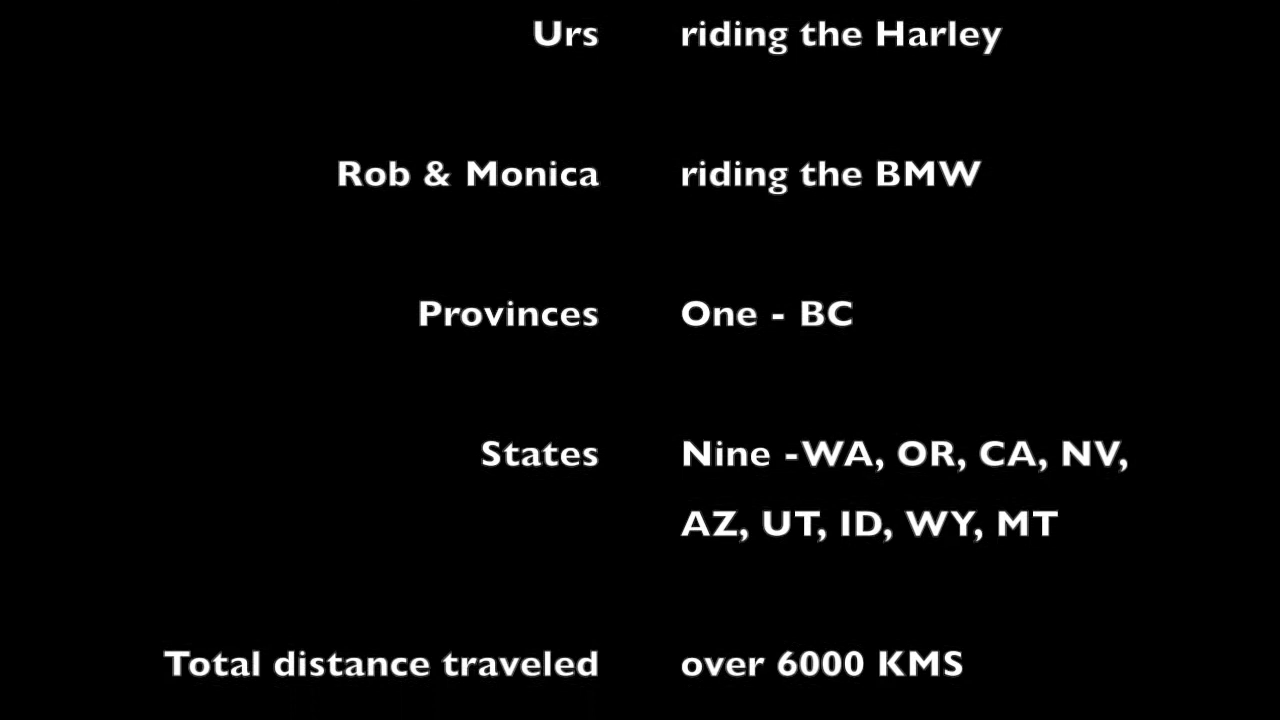 Urs riding the Harley
Rob & Monica riding the BMW
Provinces One - BC
States Nine -WA, OR, CA, NV,
AZ, UT, ID, WY, MT
Total distance traveled over 6000 KMS